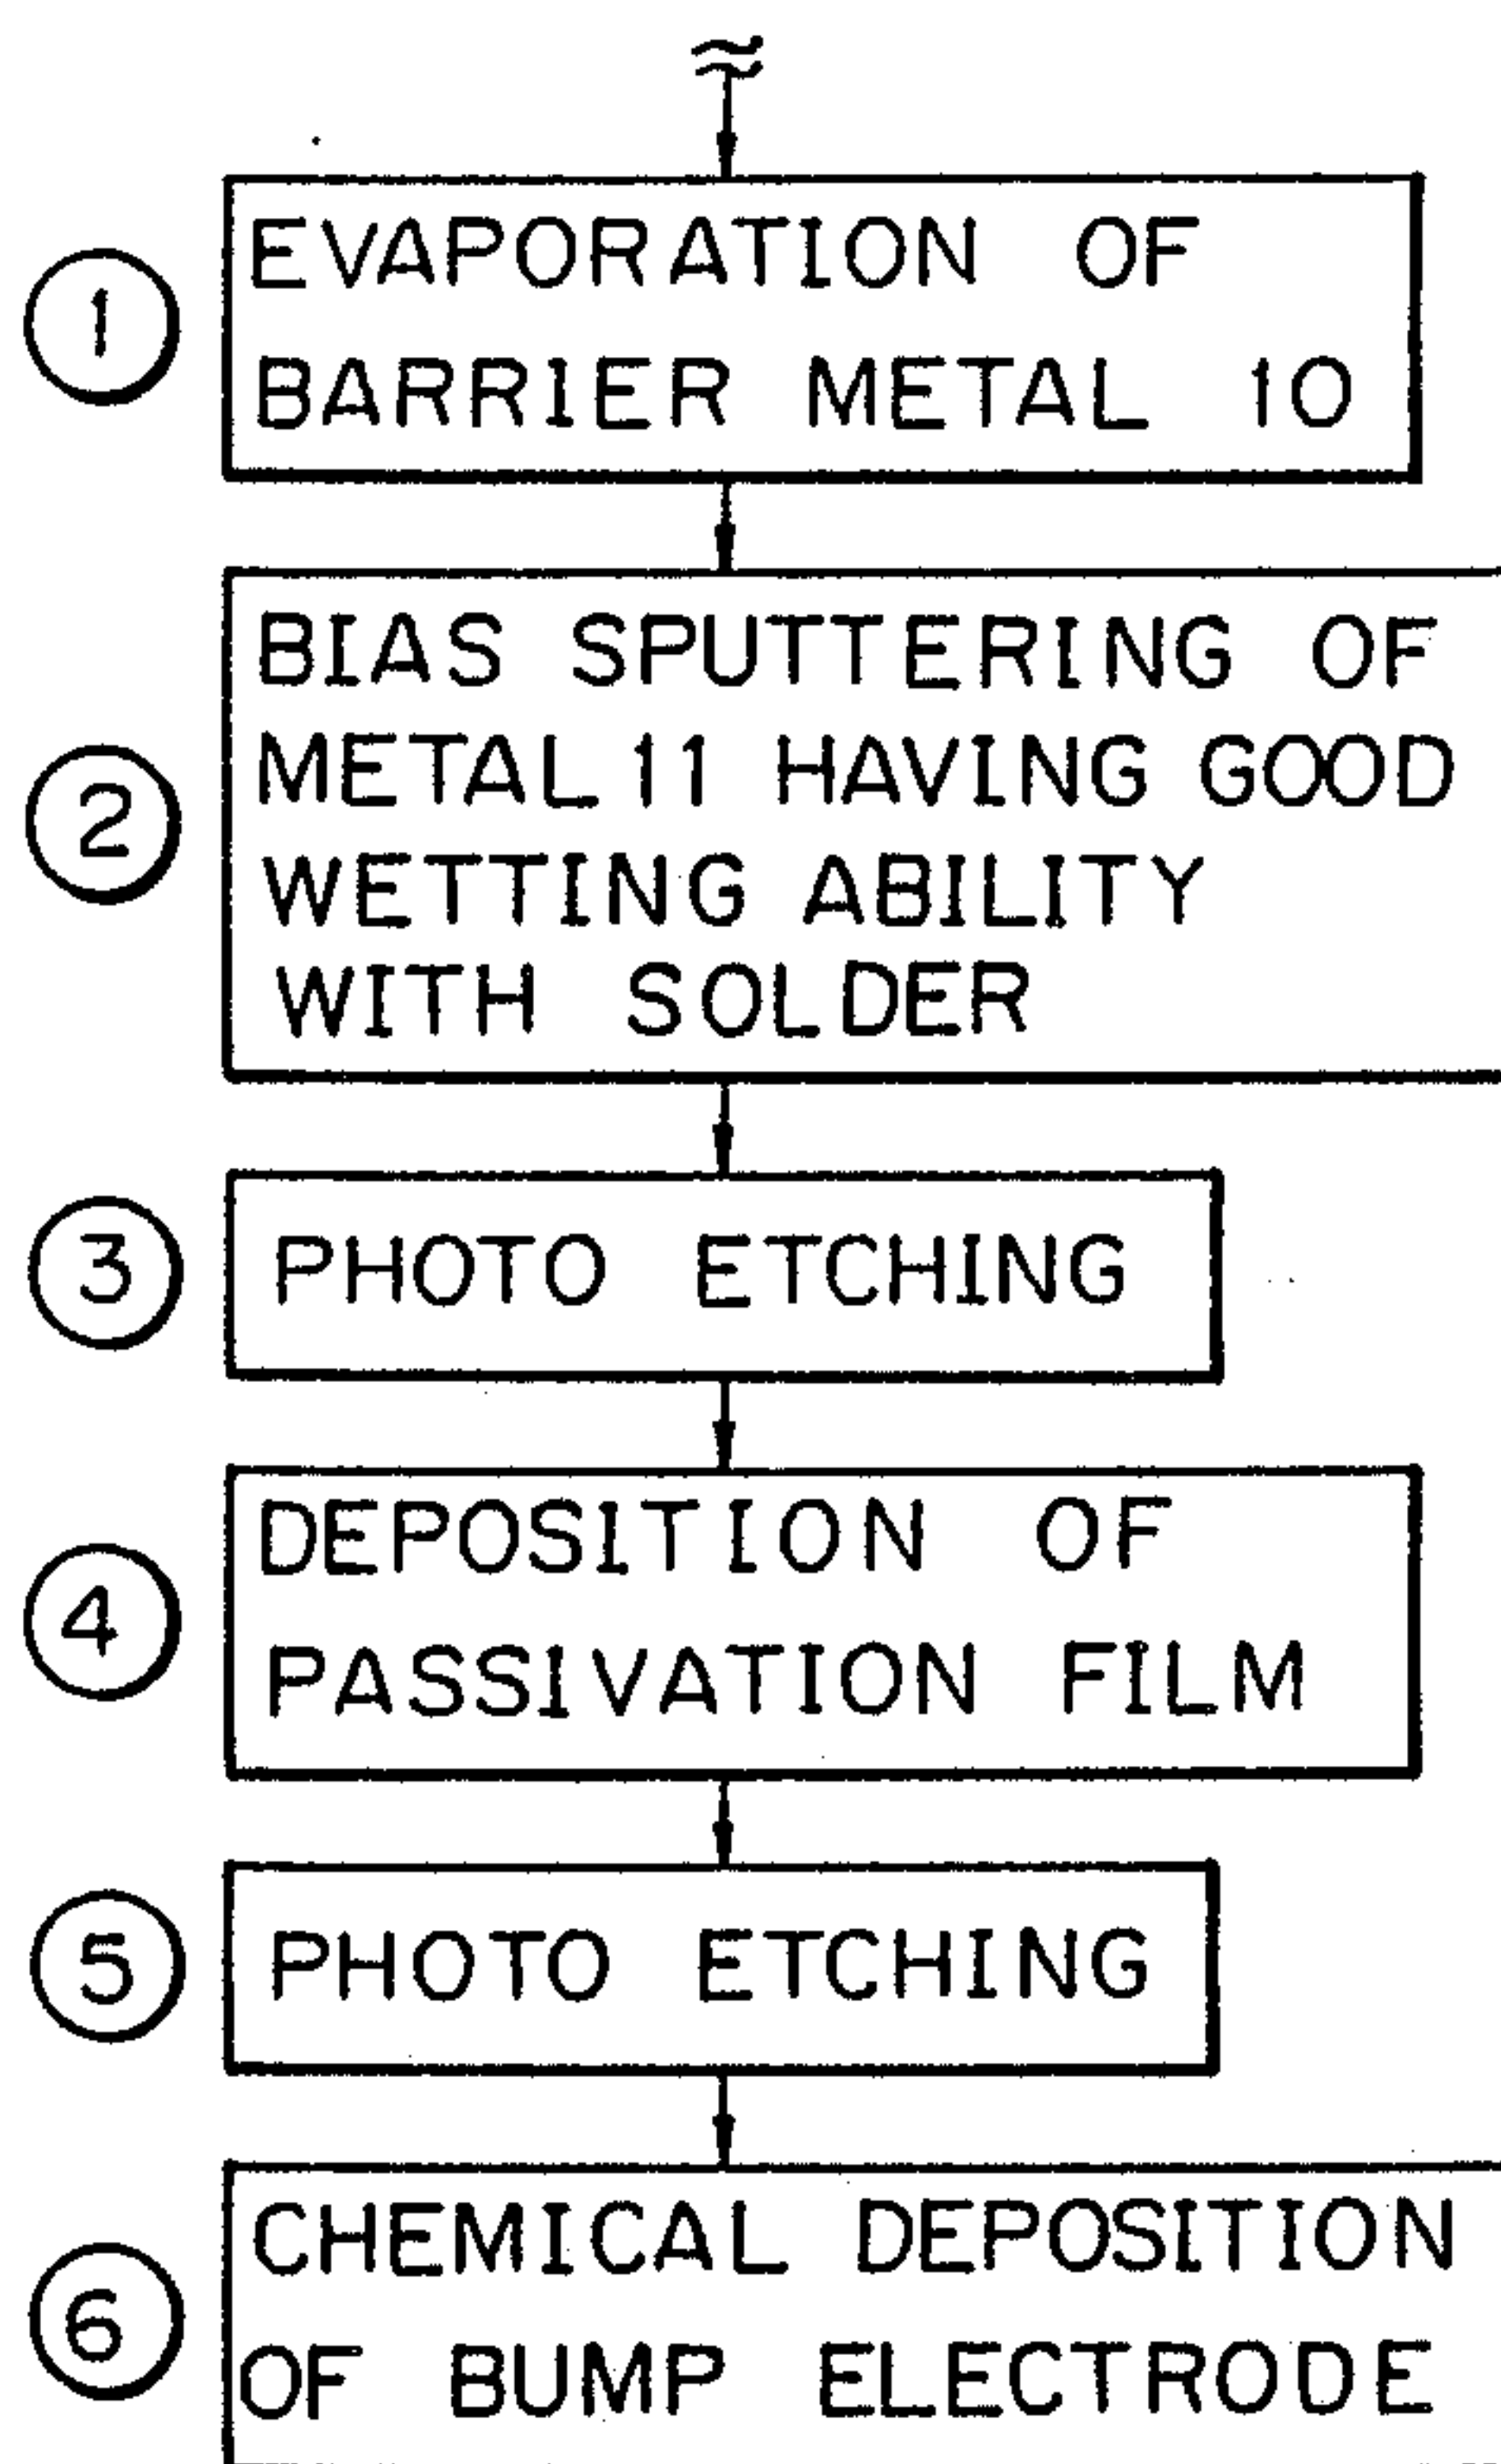 1
EVAPORATION OF
BARRIER METAL 10
2
BIAS SPUTTERING OF
METAL 11 HAVING GOOD
WETTING ABILITY
WITH SOLDER
3
PHOTO ETCHING
4
DEPOSITION OF
PASSIVATION FILM
5
PHOTO ETCHING
6
CHEMICAL DEPOSITION
OF BUMP ELECTRODE